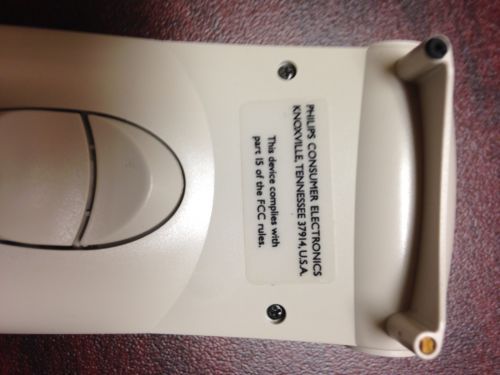 PHILIPS CONSUMER ELECTRONICS
KNOXVILLE, TENNESSEE 37914, U.S.A.
This device complies with
part 15 of the FCC rules.